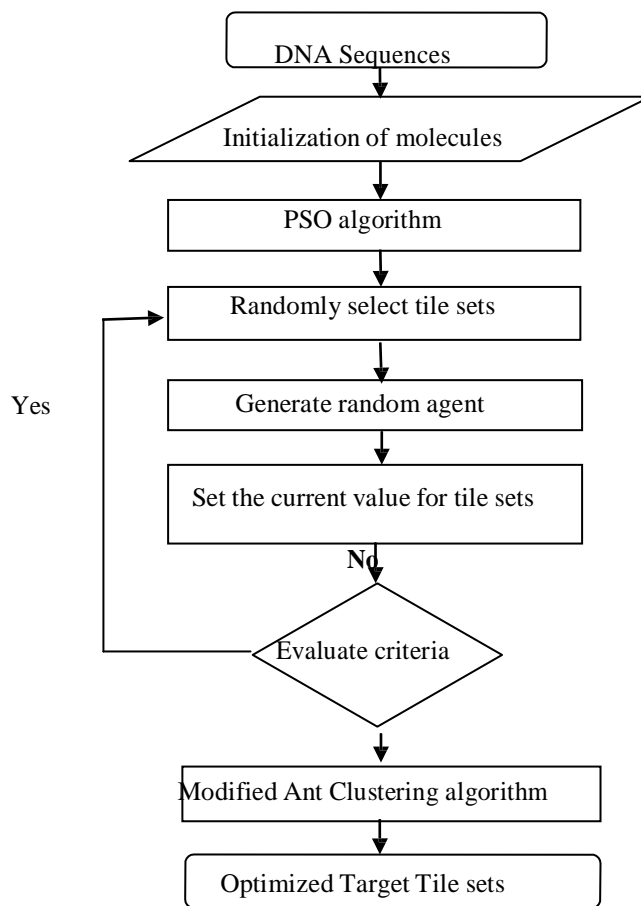 DNA Sequences
Initialization of molecules
PSO algorithm
Randomly select tile sets
Yes
Generate random agent
Set the current value for tile sets
No
Evaluate criteria
Modified Ant Clustering algorithm
Optimized Target Tile sets